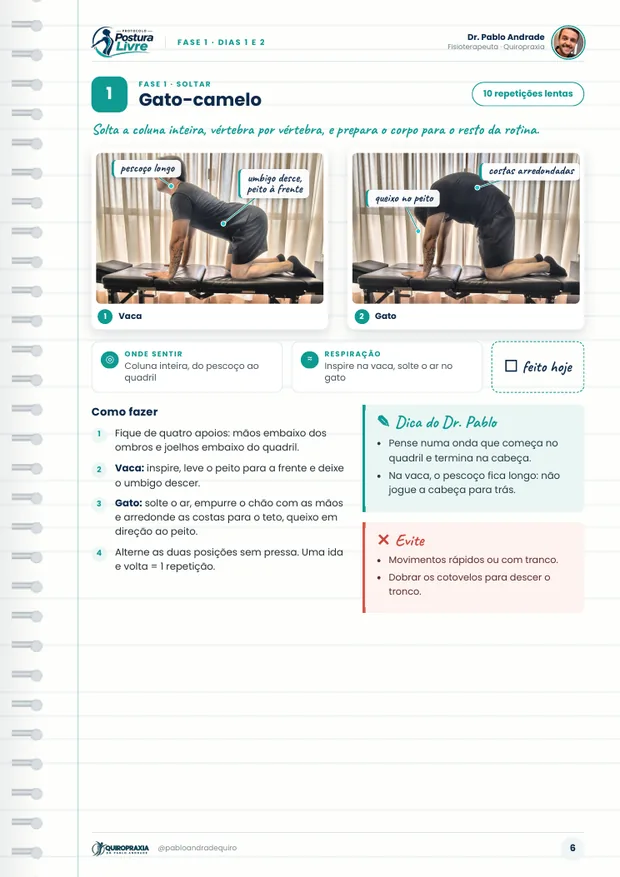 PROTOCOLO
Postura
Livre
FASE 1 · DIAS 1 E 2
Dr. Pablo Andrade
Fisioterapeuta · Quiropraxia
1
FASE 1 · SOLTAR
Gato-camelo
10 repetições lentas
Solta a coluna inteira, vértebra por vértebra, e prepara o corpo para o resto da rotina.
pescoço longo
umbigo desce,
peito à frente
1 Vaca
costas arredondadas
queixo no peito
2 Gato
ONDE SENTIR
Coluna inteira, do pescoço ao
quadril
RESPIRAÇÃO
Inspire na vaca, solte o ar no
gato
feito hoje
Como fazer
1 Fique de quatro apoios: mãos embaixo dos
ombros e joelhos embaixo do quadril.
2 Vaca: inspire, leve o peito para a frente e deixe
o umbigo descer.
3 Gato: solte o ar, empurre o chão com as mãos
e arredonde as costas para o teto, queixo em
direção ao peito.
4 Alterne as duas posições sem pressa. Uma ida
e volta = 1 repetição.
Dica do Dr. Pablo
• Pense numa onda que começa no
quadril e termina na cabeça.
• Na vaca, o pescoço fica longo: não
jogue a cabeça para trás.
Evite
• Movimentos rápidos ou com tranco.
• Dobrar os cotovelos para descer o
tronco.
QUIROPRAXIA
DR PABLO ANDRADE
@pabloandradequiro
6